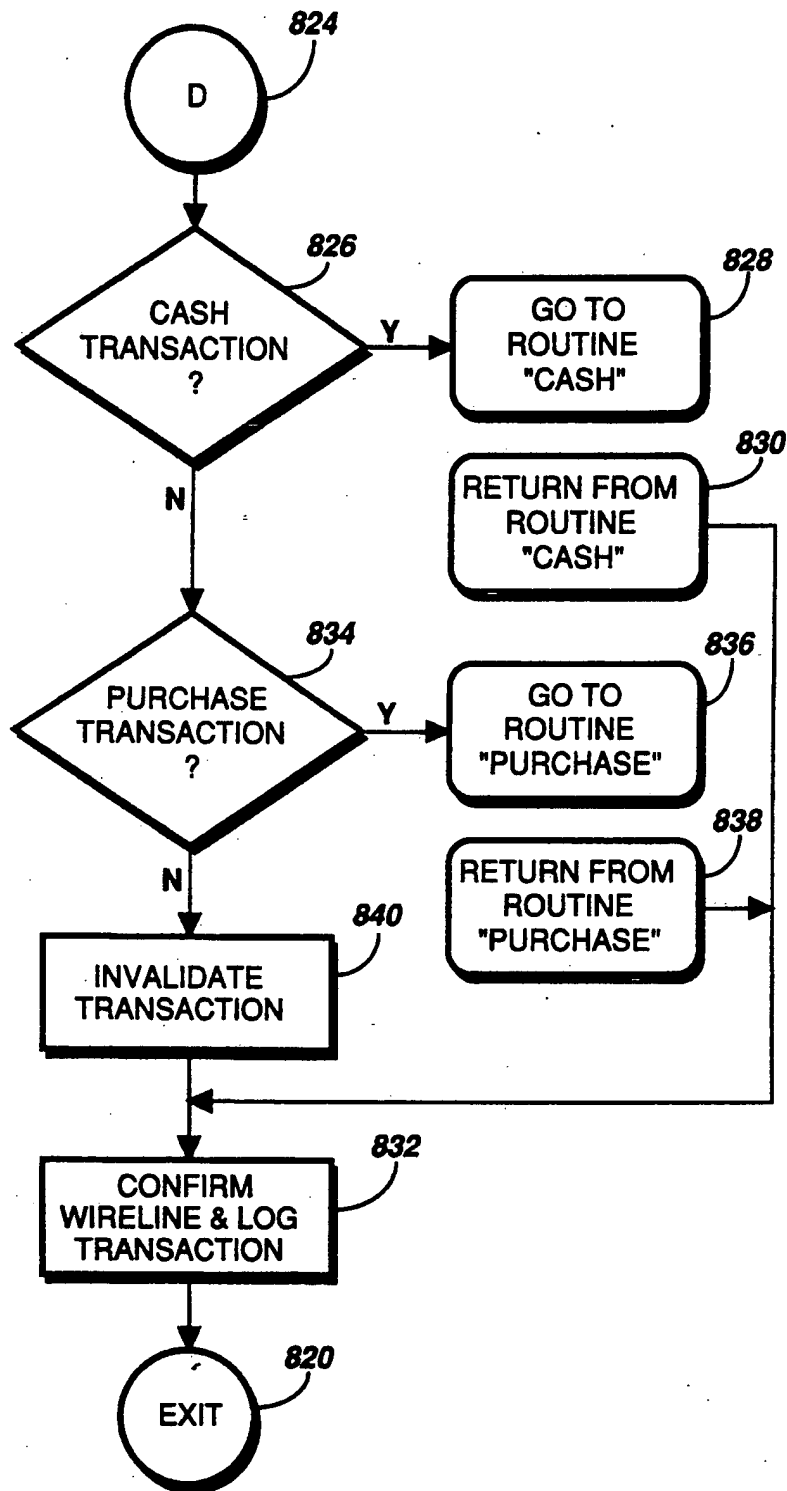 824
D
826
CASH
TRANSACTION
?
Y
828
GO TO
ROUTINE
"CASH"
830
RETURN FROM
ROUTINE
"CASH"
N
834
PURCHASE
TRANSACTION
?
Y
836
GO TO
ROUTINE
"PURCHASE"
838
RETURN FROM
ROUTINE
"PURCHASE"
N
840
INVALIDATE
TRANSACTION
832
CONFIRM
WIRELINE & LOG
TRANSACTION
820
EXIT